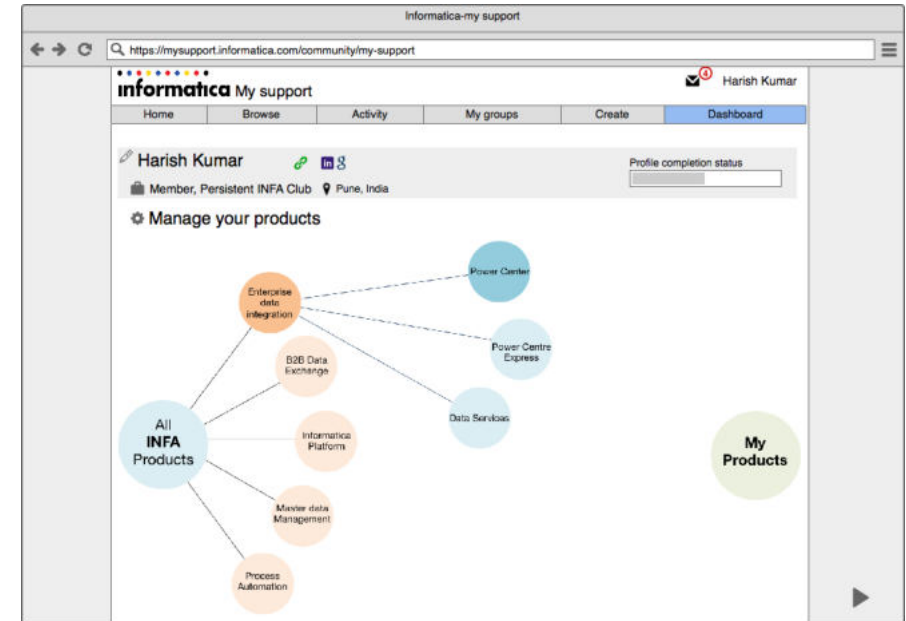 Informatica-my support
https://mysupport.informatica.com/community/my-support
informatica My support
4
Harish Kumar
Home Browse Activity My groups Create Dashboard
Harish Kumar in g
Profile completion status
Member, Persistent INFA Club Pune, India
Manage your products
Power Center
Enterprise
data
integration
Power Centre
Express
B2B Data
Exchange
Data Services
All
INFA
Products
Informatica
Platform
My
Products
Master data
Management
Process
Automation